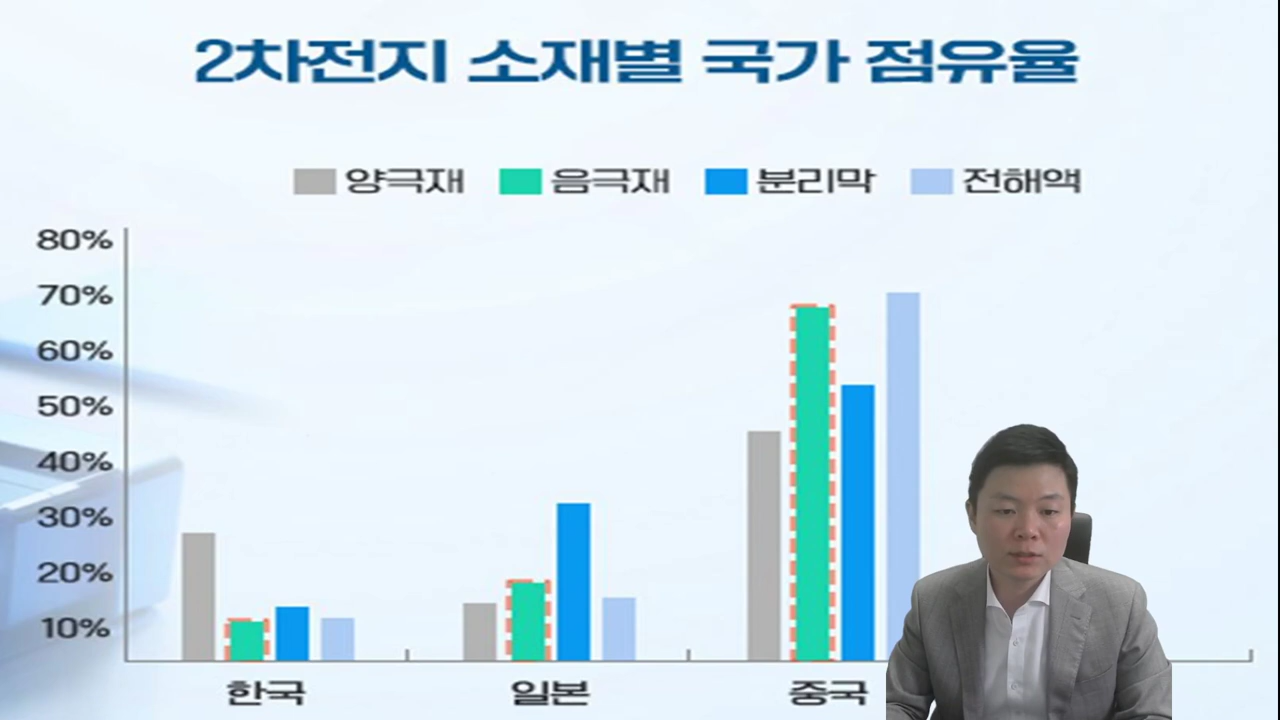 2차전지 소재별 국가 점유율
양극재 음극재 분리막 전해액
80%
70%
60%
50%
40%
30%
20%
10%
한국 일본 중국